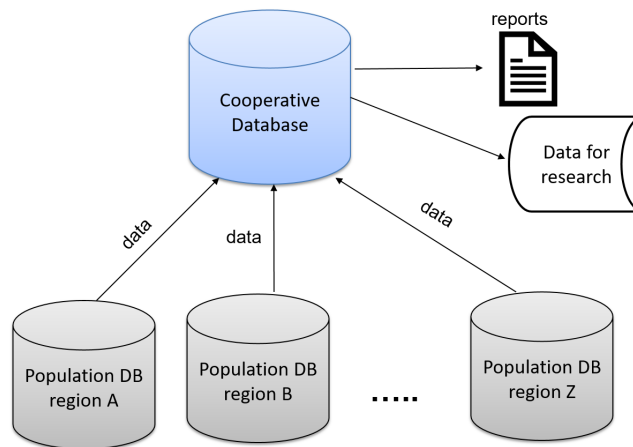 reports
Cooperative
Database
Data for
research
data
data
data
Population DB
region A
Population DB
region B
.....
Population DB
region Z